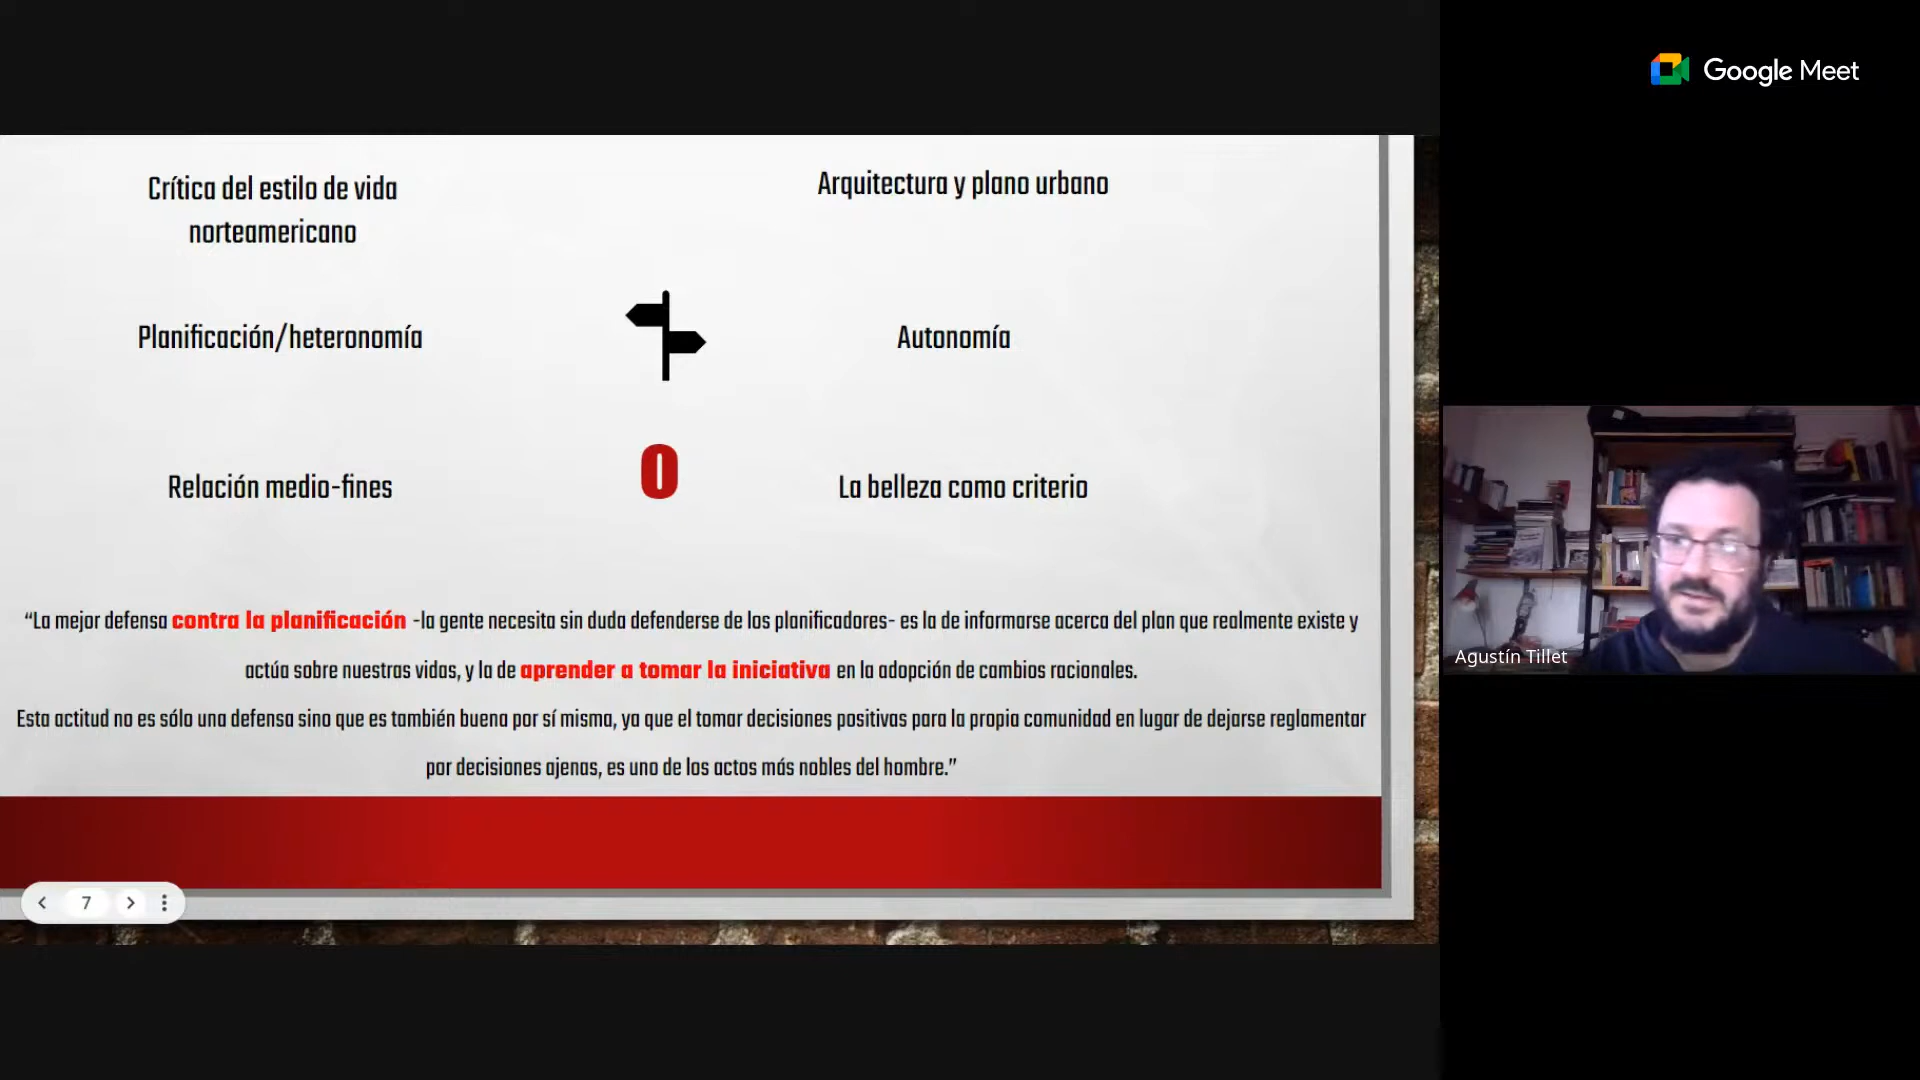 Google Meet
Crítica del estilo de vida
norteamericano
Arquitectura y plano urbano
Planificación/heteronomía
Autonomía
Relación medio-fines
O
La belleza como criterio
“La mejor defensa contra la planificación -la gente necesita sin duda defenderse de los planificadores- es la de informarse acerca del plan que realmente existe y
actúa sobre nuestras vidas, y la de aprender a tomar la iniciativa en la adopción de cambios racionales.
Esta actitud no es sólo una defensa sino que es también buena por sí misma, ya que el tomar decisiones positivas para la propia comunidad en lugar de dejarse reglamentar
por decisiones ajenas, es uno de los actos más nobles del hombre.”
7
Agustín Tillet